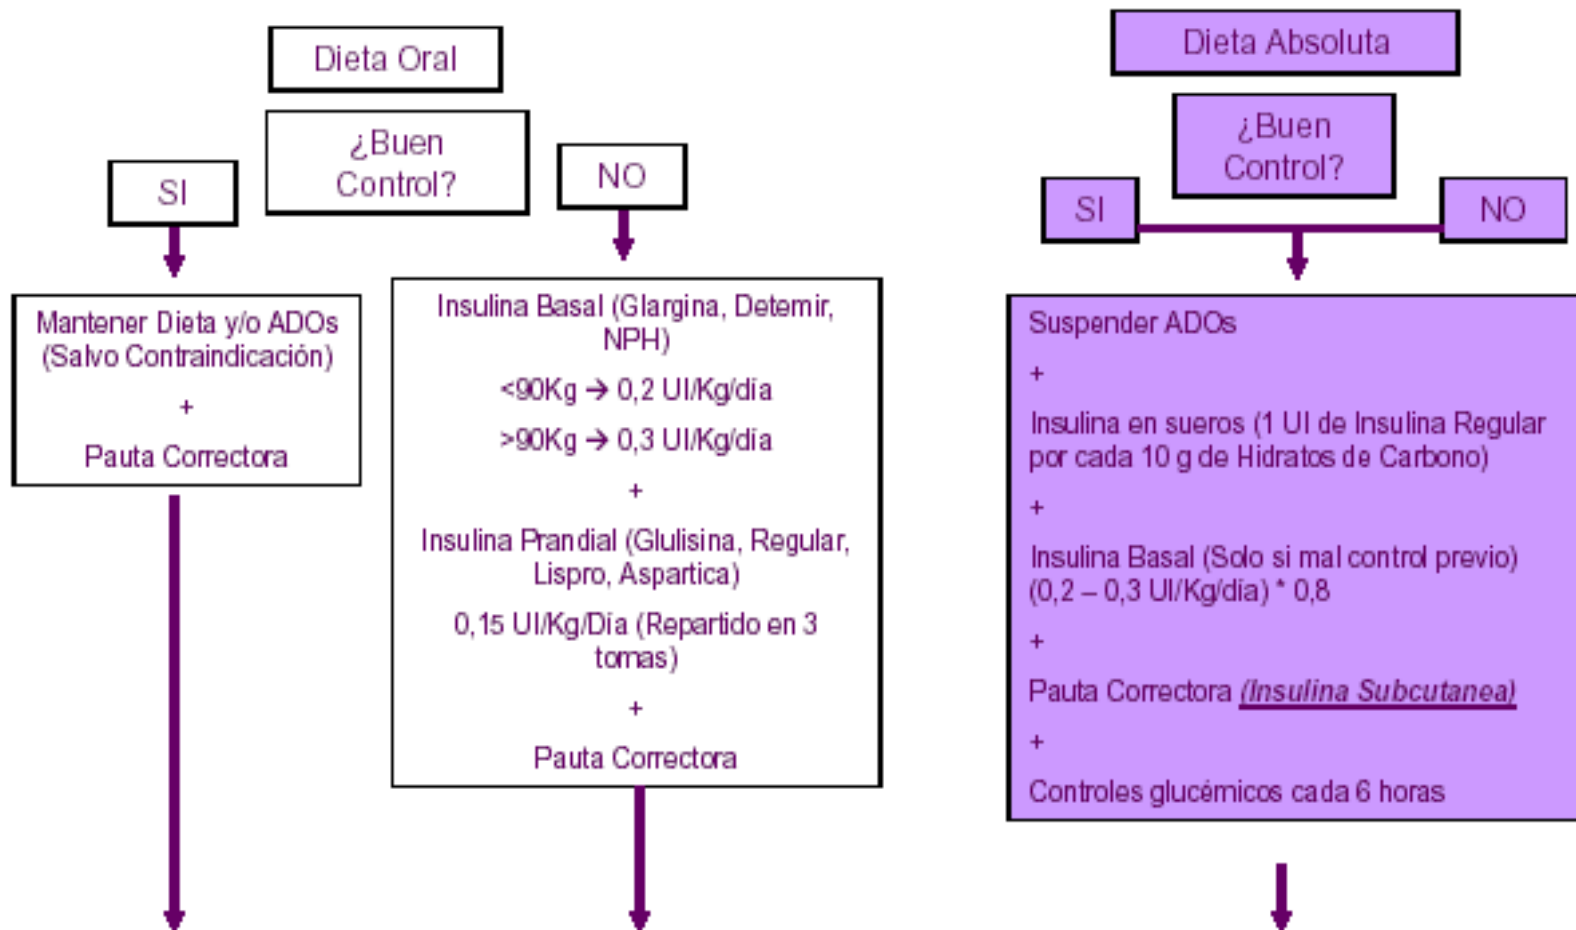 Dieta Oral
¿Buen
Control?
SI
NO
Mantener Dieta y/o ADOs
(Salvo Contraindicación)
+
Pauta Correctora
Insulina Basal (Glargina, Detemir,
NPH)
<90Kg → 0,2 UI/Kg/día
>90Kg → 0,3 UI/Kg/día
+
Insulina Prandial (Glulisina, Regular,
Lispro, Aspartica)
0,15 UI/Kg/Día (Repartido en 3
tomas)
+
Pauta Correctora
Dieta Absoluta
¿Buen
Control?
SI
NO
Suspender ADOs
+
Insulina en sueros (1 UI de Insulina Regular
por cada 10 g de Hidratos de Carbono)
+
Insulina Basal (Solo si mal control previo)
(0,2 – 0,3 UI/Kg/día) * 0,8
+
Pauta Correctora (Insulina Subcutanea)
+
Controles glucémicos cada 6 horas